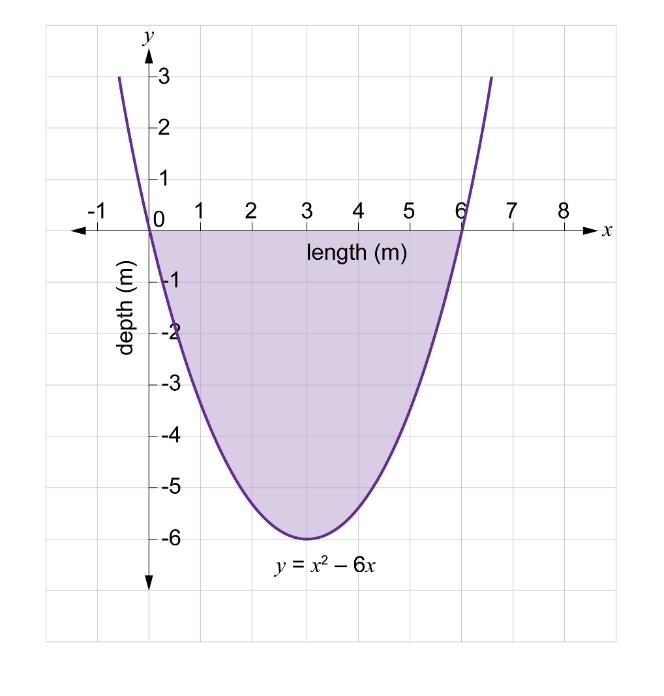 y
3
2
1
-1 0 1 2 3 4 5 6 7 8 x
length (m)
depth (m)
-1
-2
-3
-4
-5
-6
y = x² – 6x